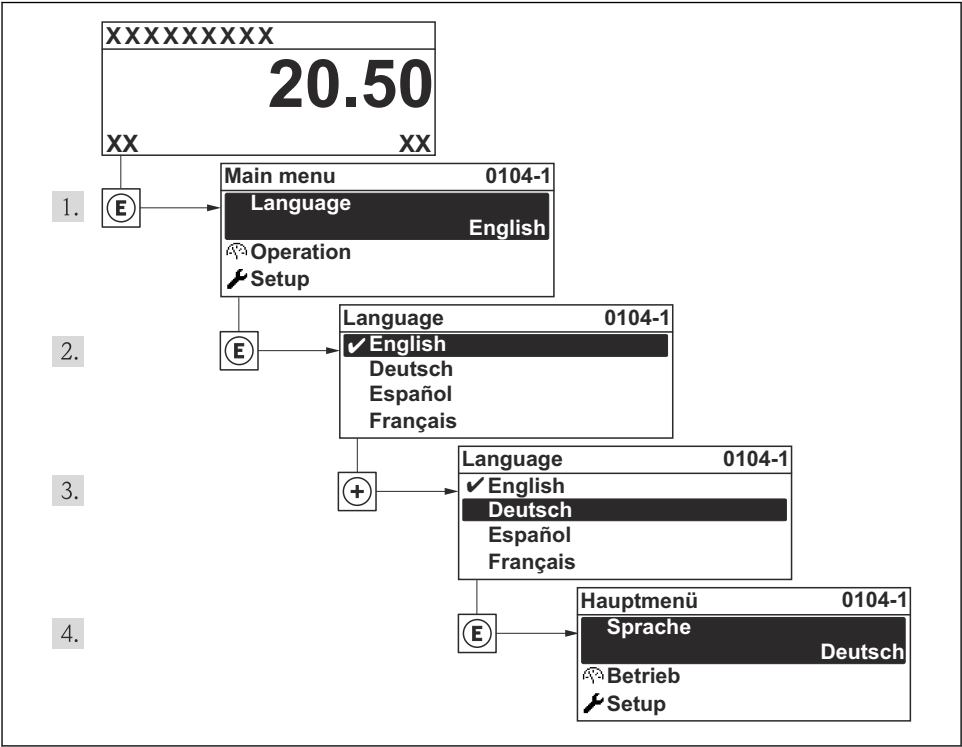 XXXXXXXXX
20.50
XX XX
1. E
Main menu 0104-1
Language
English
Operation
Setup
2. E
Language 0104-1
✔English
Deutsch
Español
Français
3. +
Language 0104-1
✔English
Deutsch
Español
Français
4. E
Hauptmenü 0104-1
Sprache
Deutsch
Betrieb
Setup